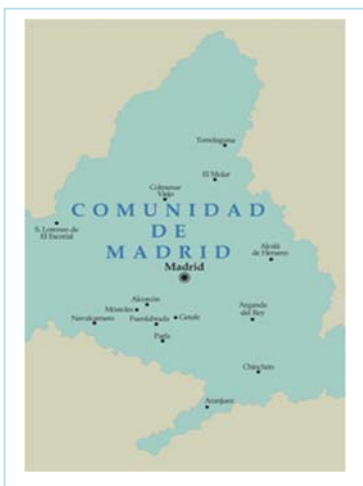 Torrelaguna
El Molar
Colmenar
Viejo
COMUNIDAD
DE
MADRID
S. Lorenzo de
El Escorial
Alcalá
de Henares
Madrid
Alcorcón
Móstoles
Navalcarnero
Fuenlabrada
Getafe
Arganda
del Rey
Parla
Chinchón
Aranjuez